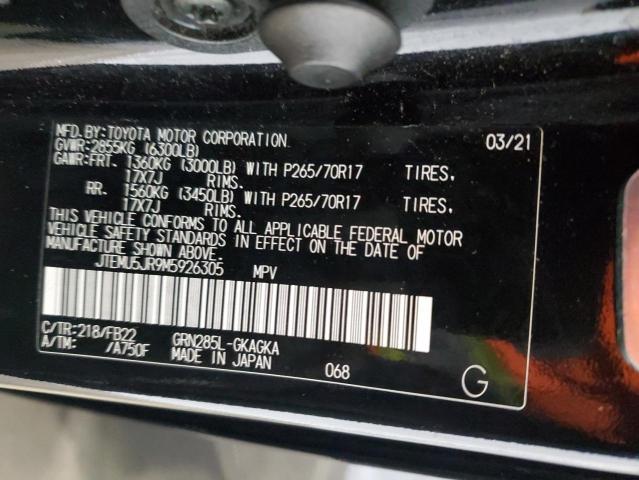 MFD.BY:TOYOTA MOTOR CORPORATION 03/21
GVWR:2855KG (6300LB)
GAWR:FRT. 1360KG (3000LB) WITH P265/70R17 TIRES,
17X7J RIMS.
RR. 1560KG (3450LB) WITH P265/70R17 TIRES,
17X7J RIMS.
THIS VEHICLE CONFORMS TO ALL APPLICABLE FEDERAL MOTOR
VEHICLE SAFETY STANDARDS IN EFFECT ON THE DATE OF
MANUFACTURE SHOWN ABOVE.
JTEMU5JR9M5926305 MPV
C/TR:218/FB22 GRN285L-GKAGKA
A/TM: /A750F MADE IN JAPAN 068 G